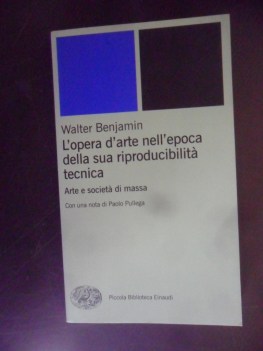 Walter Benjamin
L'opera d'arte nell'epoca
della sua riproducibilità
tecnica
Arte e società di massa
Con una nota di Paolo Pullega
Piccola Biblioteca Einaudi